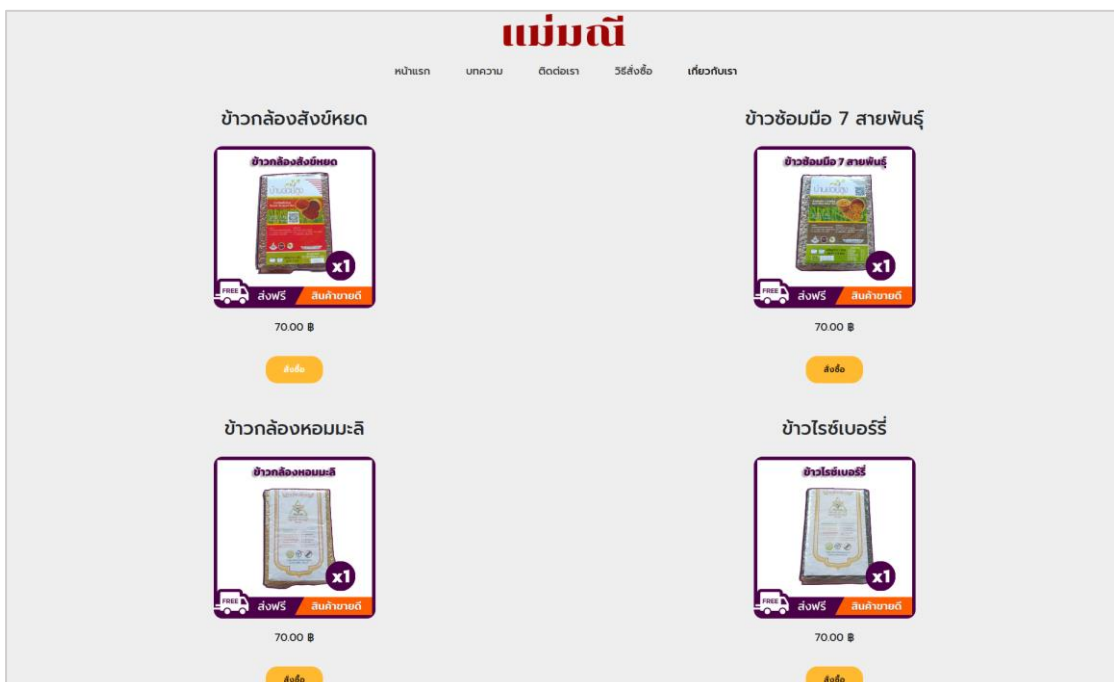 แม่มณี
หน้าแรก บทความ ติดต่อเรา วิธีสั่งซื้อ เกี่ยวกับเรา
ข้าวกล้องสังข์หยด ข้าวซ้อมมือ 7 สายพันธุ์
ข้าวกล้องสังข์หยด ข้าวซ้อมมือ 7 สายพันธุ์
x1 x1
FREE ส่งฟรี สินค้าขายดี FREE ส่งฟรี สินค้าขายดี
70.00 ฿ 70.00 ฿
สั่งซื้อ สั่งซื้อ
ข้าวกล้องหอมมะลิ ข้าวไรซ์เบอร์รี่
ข้าวกล้องหอมมะลิ ข้าวไรซ์เบอร์รี่
x1 x1
FREE ส่งฟรี สินค้าขายดี FREE ส่งฟรี สินค้าขายดี
70.00 ฿ 70.00 ฿
สั่งซื้อ สั่งซื้อ